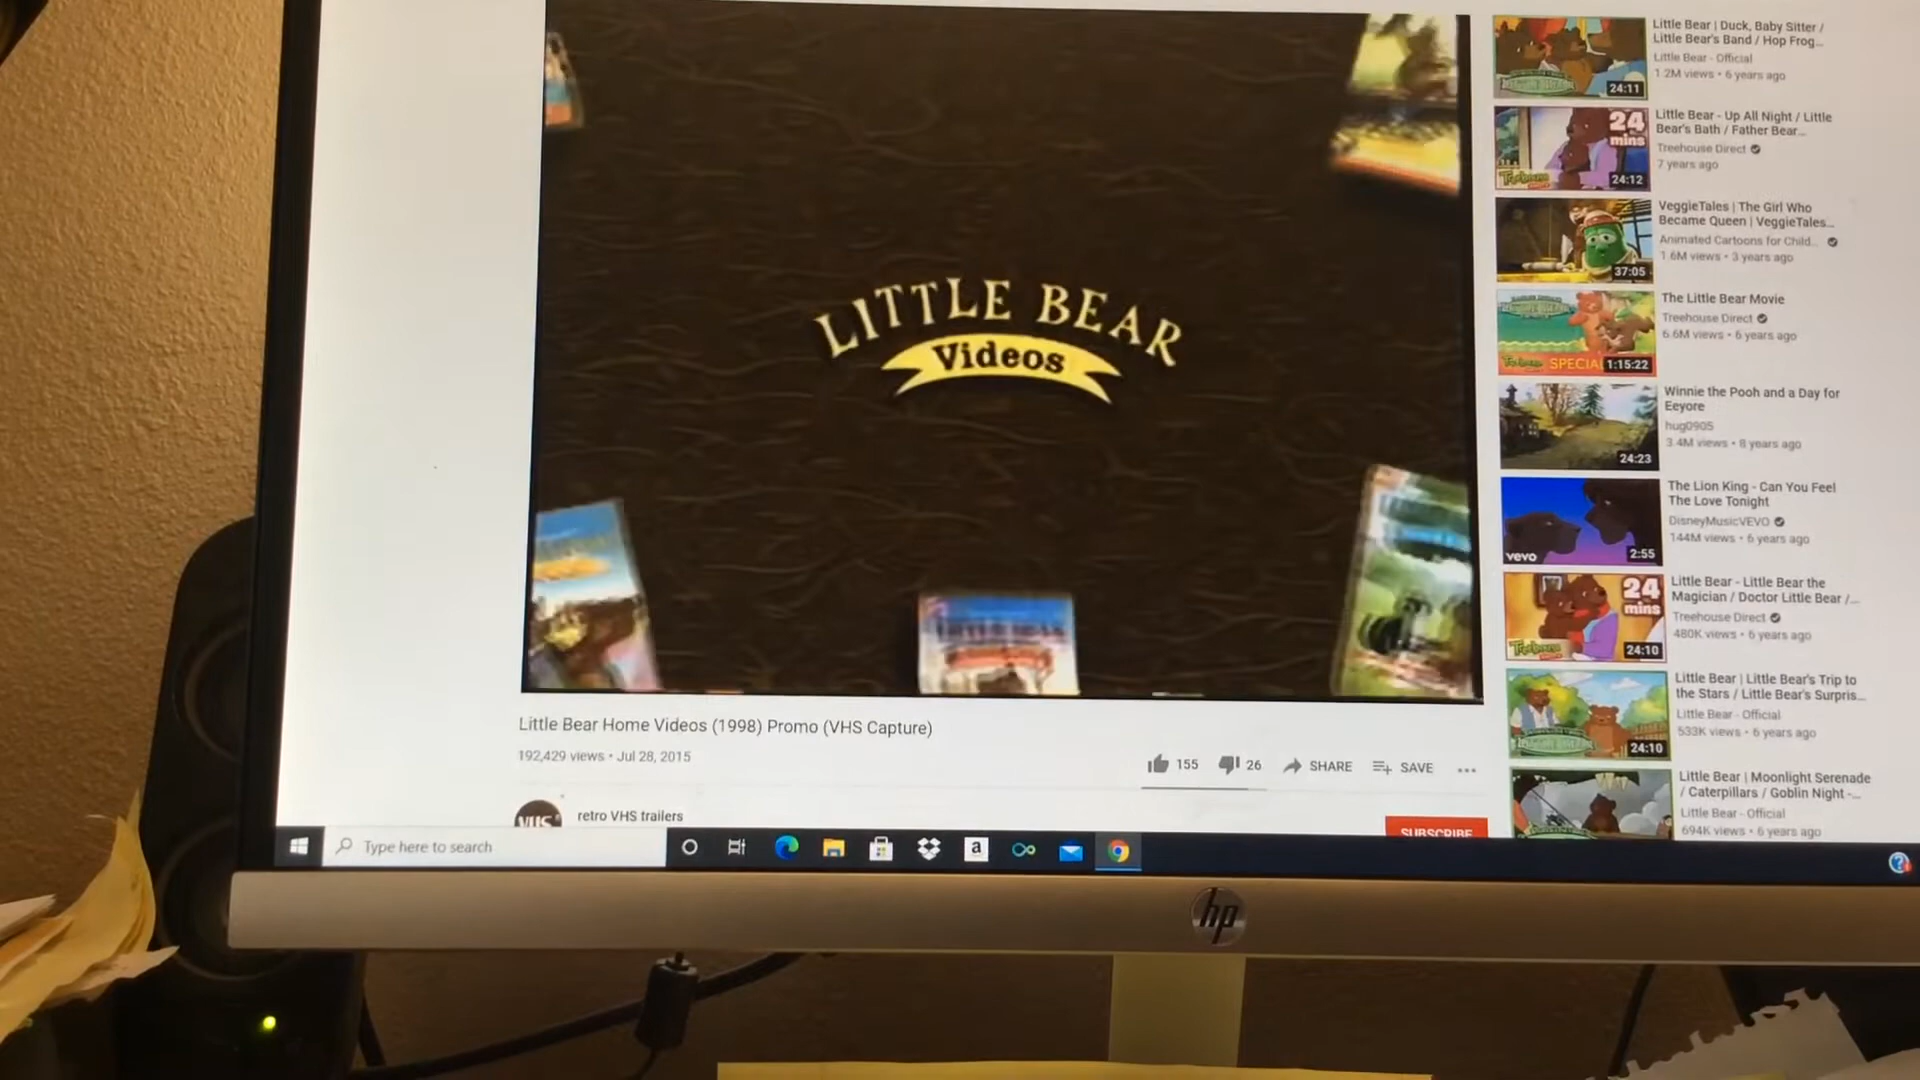 LITTLE BEAR
Videos
Little Bear Home Videos (1998) Promo (VHS Capture)
192,429 views • Jul 28, 2015
155
26
SHARE
SAVE
VHS
retro VHS trailers
SUBSCRIBE
Little Bear | Duck, Baby Sitter /
Little Bear's Band / Hop Frog...
Little Bear - Official
1.2M views • 6 years ago
24:11
Little Bear - Up All Night / Little
Bear's Bath / Father Bear...
Treehouse Direct
7 years ago
24
mins
Treehouse
24:12
VeggieTales | The Girl Who
Became Queen | VeggieTales...
Animated Cartoons for Child...
1.6M views • 3 years ago
37:05
The Little Bear Movie
Treehouse Direct
6.6M views • 6 years ago
SPECIAL
1:15:22
Winnie the Pooh and a Day for
Eeyore
hug0905
3.4M views • 8 years ago
24:23
The Lion King - Can You Feel
The Love Tonight
DisneyMusicVEVO
144M views • 6 years ago
vevo
2:55
Little Bear - Little Bear the
Magician / Doctor Little Bear /...
Treehouse Direct
480K views • 6 years ago
24
mins
Treehouse
24:10
Little Bear | Little Bear's Trip to
the Stars / Little Bear's Surpris...
Little Bear - Official
533K views • 6 years ago
24:10
Little Bear | Moonlight Serenade
/ Caterpillars / Goblin Night -...
Little Bear - Official
694K views • 6 years ago
Type here to search
a
hp